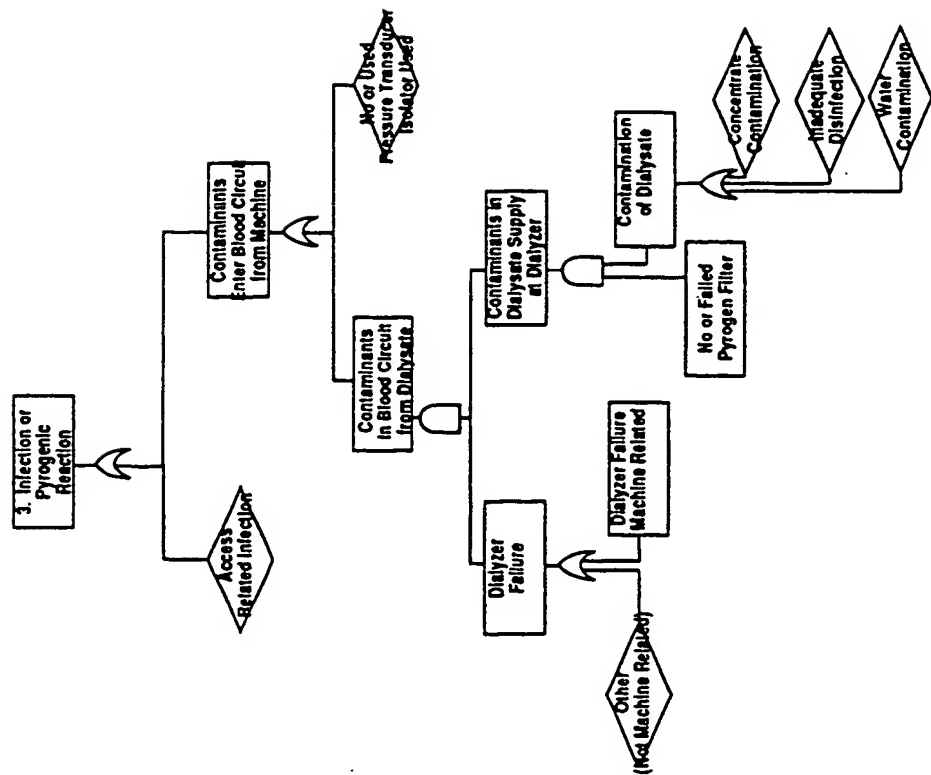 3. Infection or
Pyrogenic
Reaction
Access
Related Infection
Contaminants
Enter Blood Circuit
from Machine
Contaminants
In Blood Circuit
from Dialysate
No or Used
Pressure Transducer
Isolator Used
Dialyzer
Failure
Contaminants in
Dialysate Supply
at Dialyzer
Other
(Not Machine Related)
Dialyzer Failure
Machine Related
No or Failed
Pyrogen Filter
Contamination
of Dialysate
Concentrate
Contamination
Inadequate
Disinfection
Water
Contamination